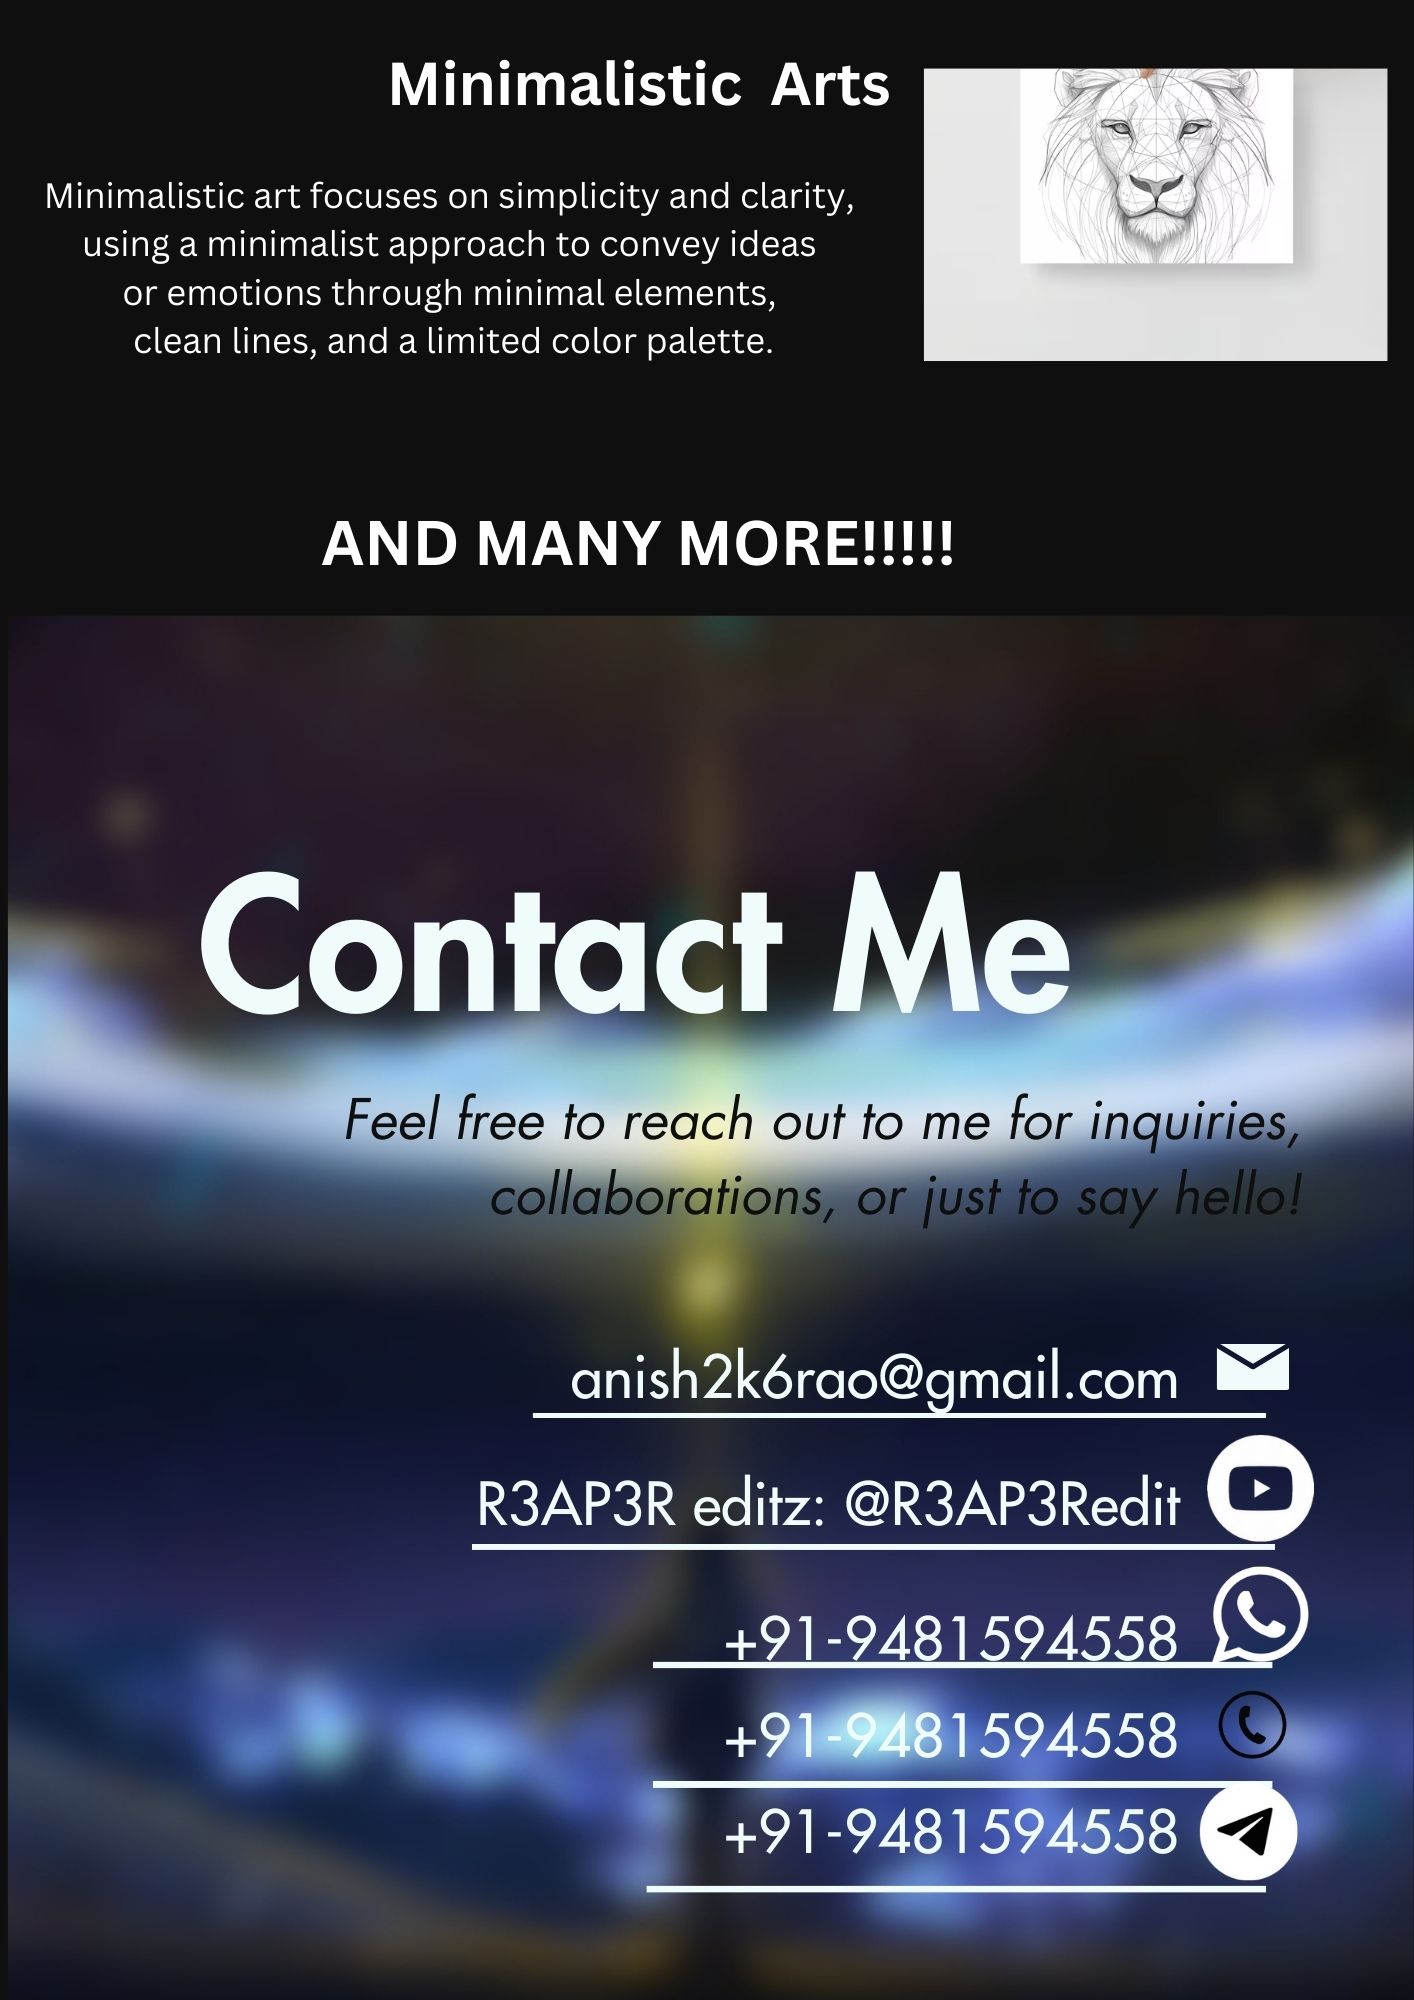 Minimalistic Arts
Minimalistic art focuses on simplicity and clarity,
using a minimalist approach to convey ideas
or emotions through minimal elements,
clean lines, and a limited color palette.
AND MANY MORE!!!!!
Contact Me
Feel free to reach out to me for inquiries,
collaborations, or just to say hello!
anish2k6rao@gmail.com
R3AP3R editz: @R3AP3Redit
+91-9481594558
+91-9481594558
+91-9481594558